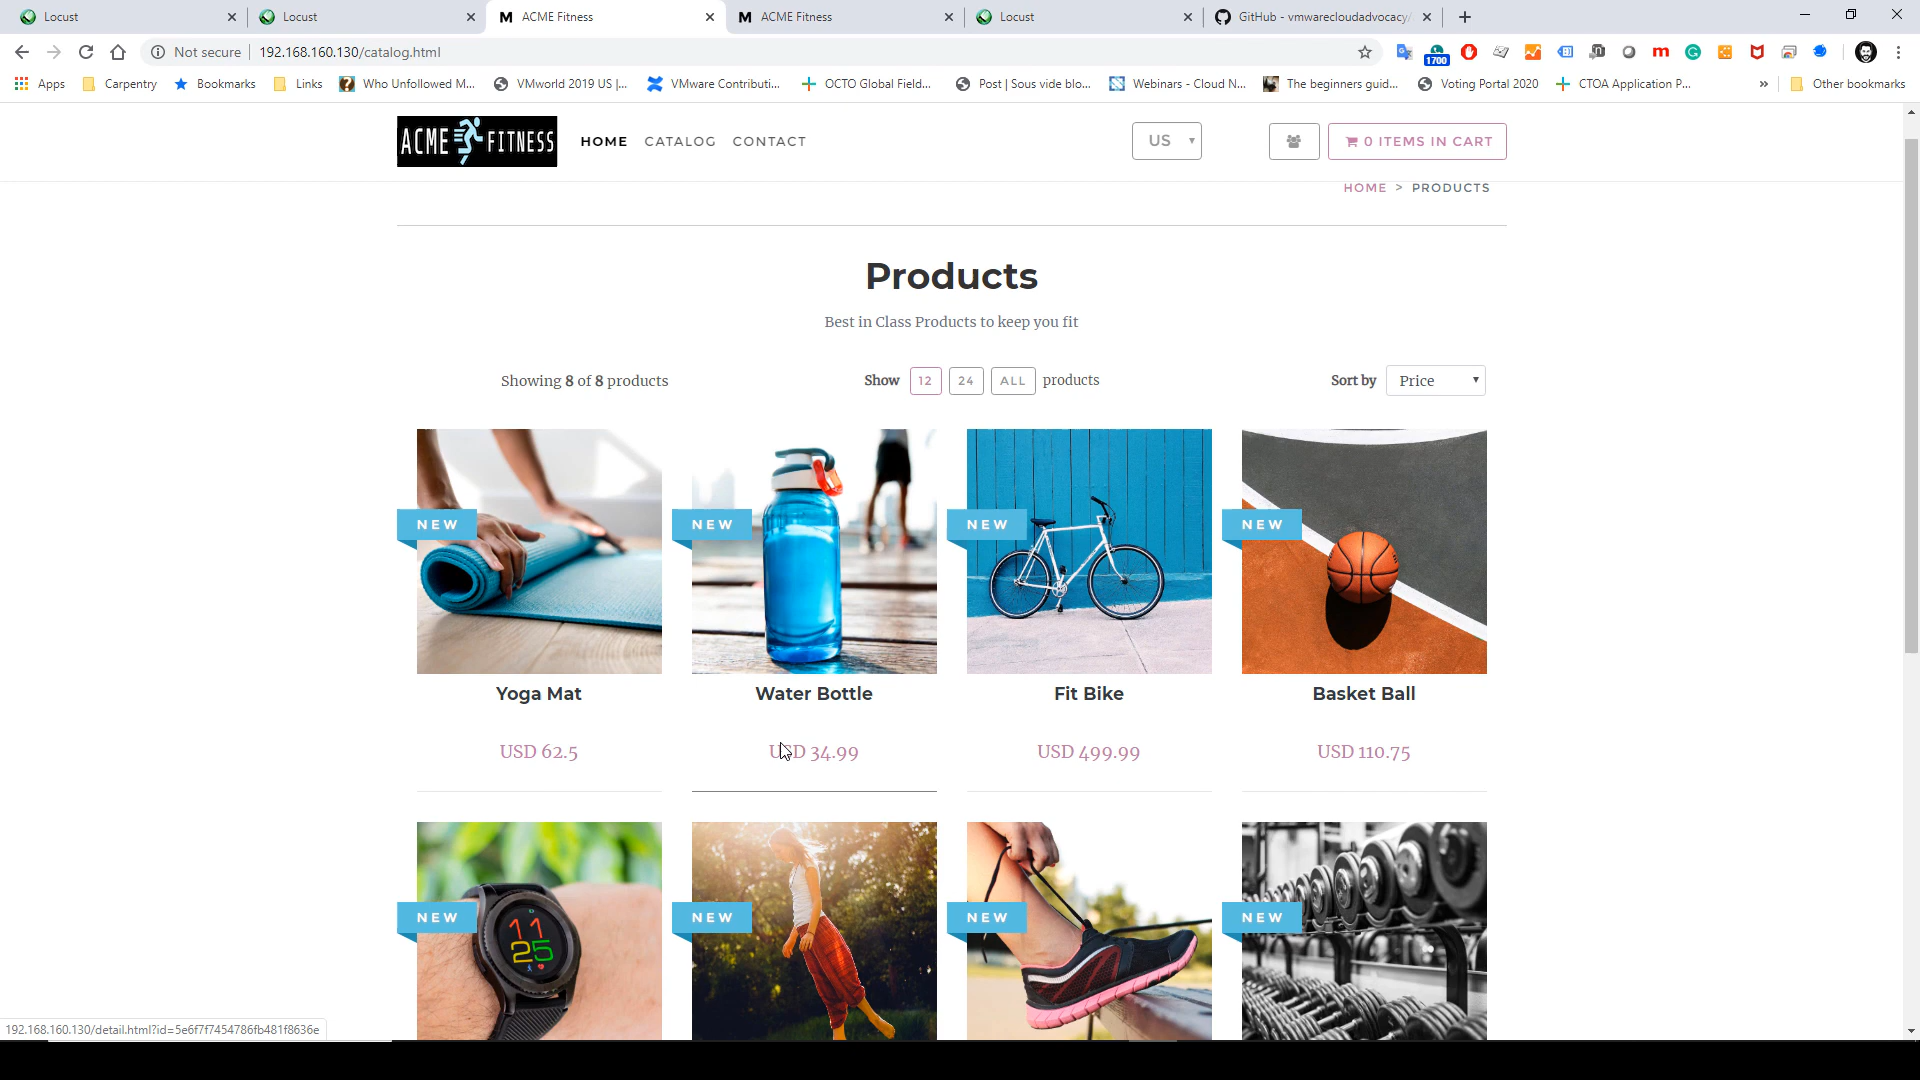 Locust
Locust
ACME Fitness
ACME Fitness
Locust
GitHub - vmwarecloudadvocacy/
Not secure
192.168.160.130/catalog.html
1700
Apps
Carpentry
Bookmarks
Links
Who Unfollowed M...
VMworld 2019 US |...
VMware Contributi...
OCTO Global Field...
Post | Sous vide blo...
Webinars - Cloud N...
The beginners guid...
Voting Portal 2020
CTOA Application P...
»
Other bookmarks
ACME FITNESS
HOME
CATALOG
CONTACT
US
0 ITEMS IN CART
HOME > PRODUCTS
Products
Best in Class Products to keep you fit
Showing 8 of 8 products
Show 12 24 ALL products
Sort by Price
NEW
NEW
NEW
NEW
Yoga Mat
Water Bottle
Fit Bike
Basket Ball
USD 62.5
USD 34.99
USD 499.99
USD 110.75
NEW
NEW
NEW
NEW
11
25
192.168.160.130/detail.html?id=5e6f7f7454786fb481f8636e